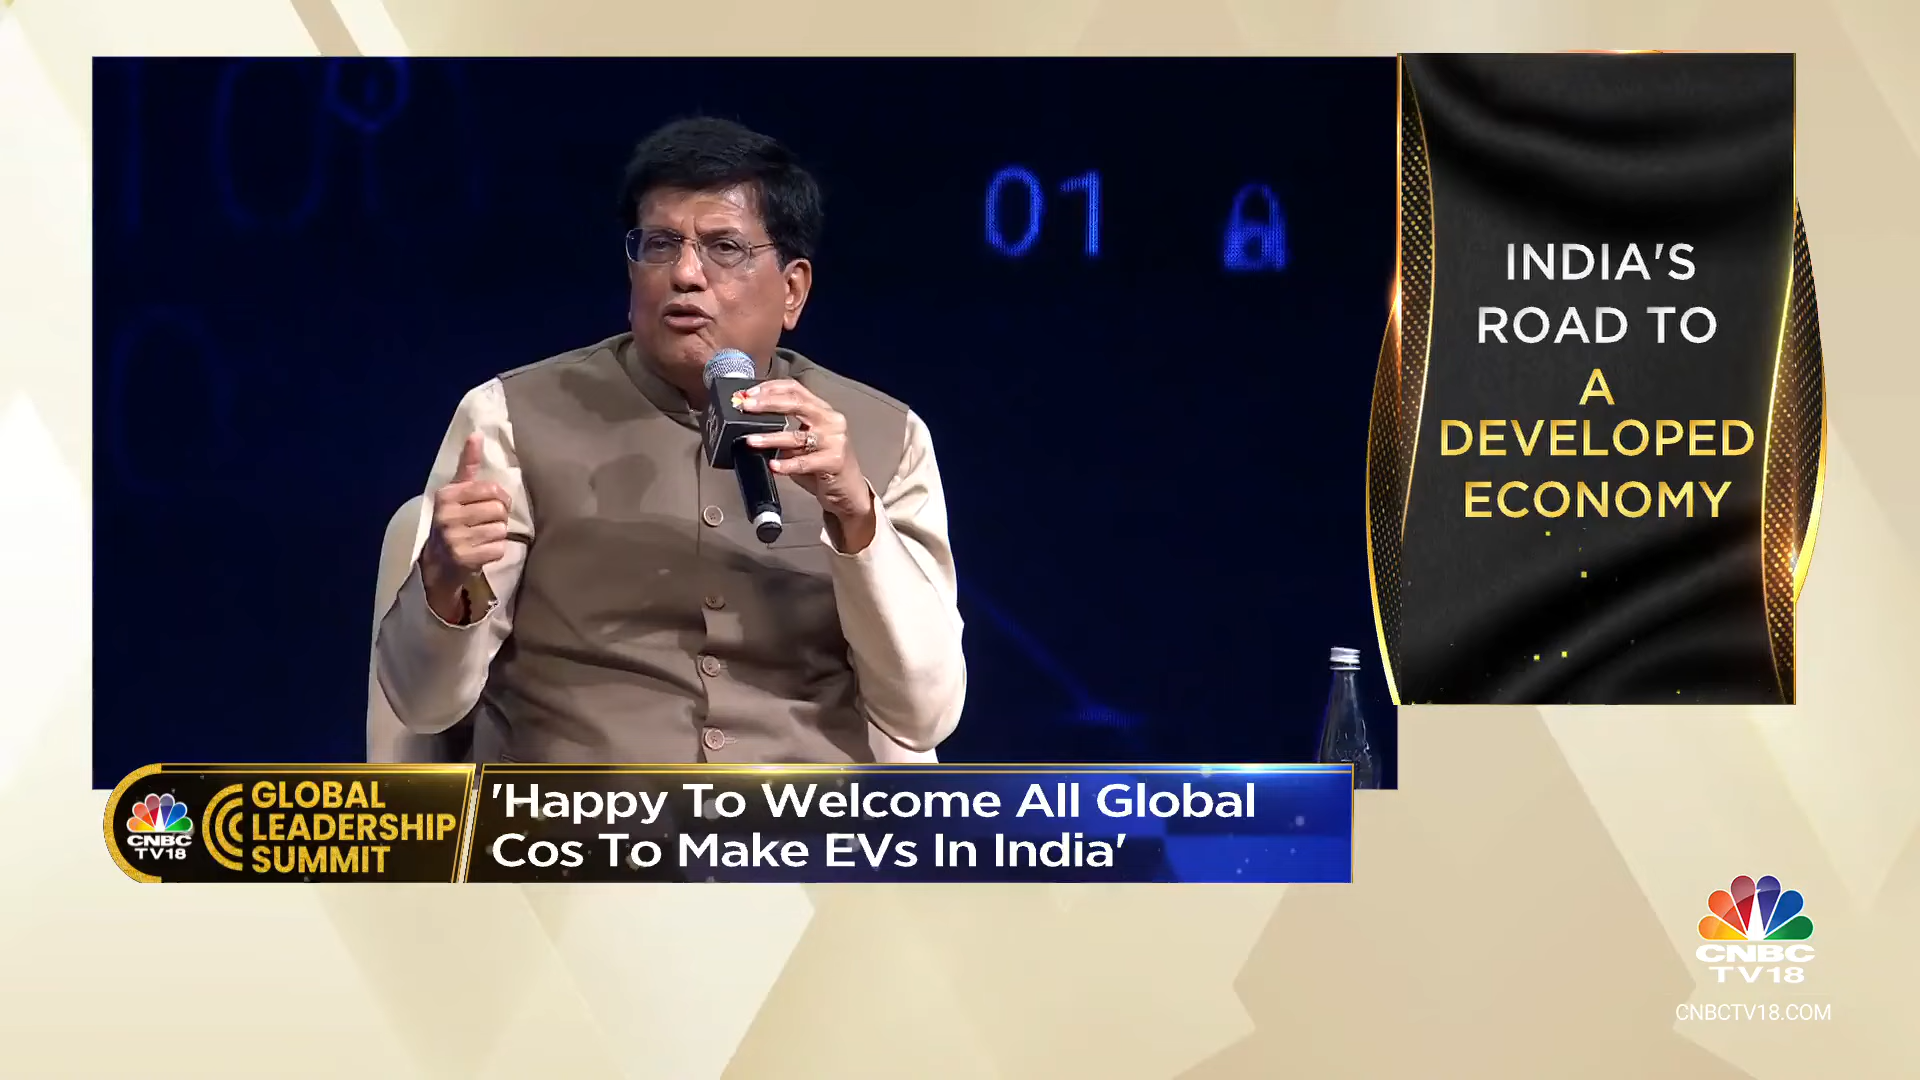 01
INDIA'S
ROAD TO
A
DEVELOPED
ECONOMY
CNBC
TV18
GLOBAL
LEADERSHIP
SUMMIT
'Happy To Welcome All Global
Cos To Make EVs In India'
CNBC
TV18
CNBCTV18.COM